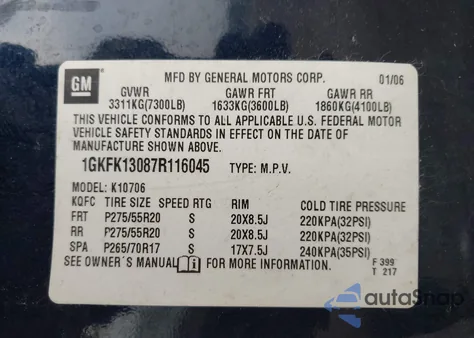 GM
MFD BY GENERAL MOTORS CORP. 01/06
GVWR GAWR FRT GAWR RR
3311KG(7300LB) 1633KG(3600LB) 1860KG(4100LB)
THIS VEHICLE CONFORMS TO ALL APPLICABLE U.S. FEDERAL MOTOR
VEHICLE SAFETY STANDARDS IN EFFECT ON THE DATE OF
MANUFACTURE SHOWN ABOVE.
1GKFK13087R116045 TYPE: M.P.V.
MODEL: K10706
KQFC TIRE SIZE SPEED RTG RIM COLD TIRE PRESSURE
FRT P275/55R20 S 20X8.5J 220KPA(32PSI)
RR P275/55R20 S 20X8.5J 220KPA(32PSI)
SPA P265/70R17 S 17X7.5J 240KPA(35PSI)
SEE OWNER'S MANUAL i FOR MORE INFORMATION.
F 399
T 217
autoSnap